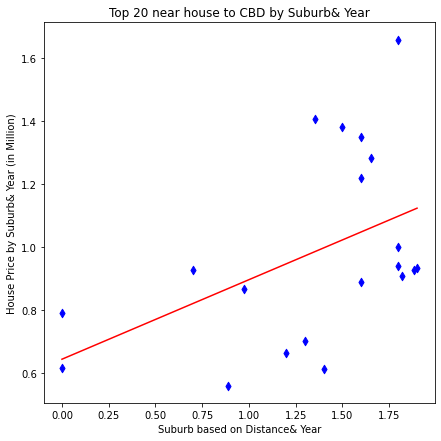 Top 20 near house to CBD by Suburb& Year
House Price by Suburb& Year (in Million)
1.6
1.4
1.2
1.0
0.8
0.6
0.00 0.25 0.50 0.75 1.00 1.25 1.50 1.75
Suburb based on Distance& Year